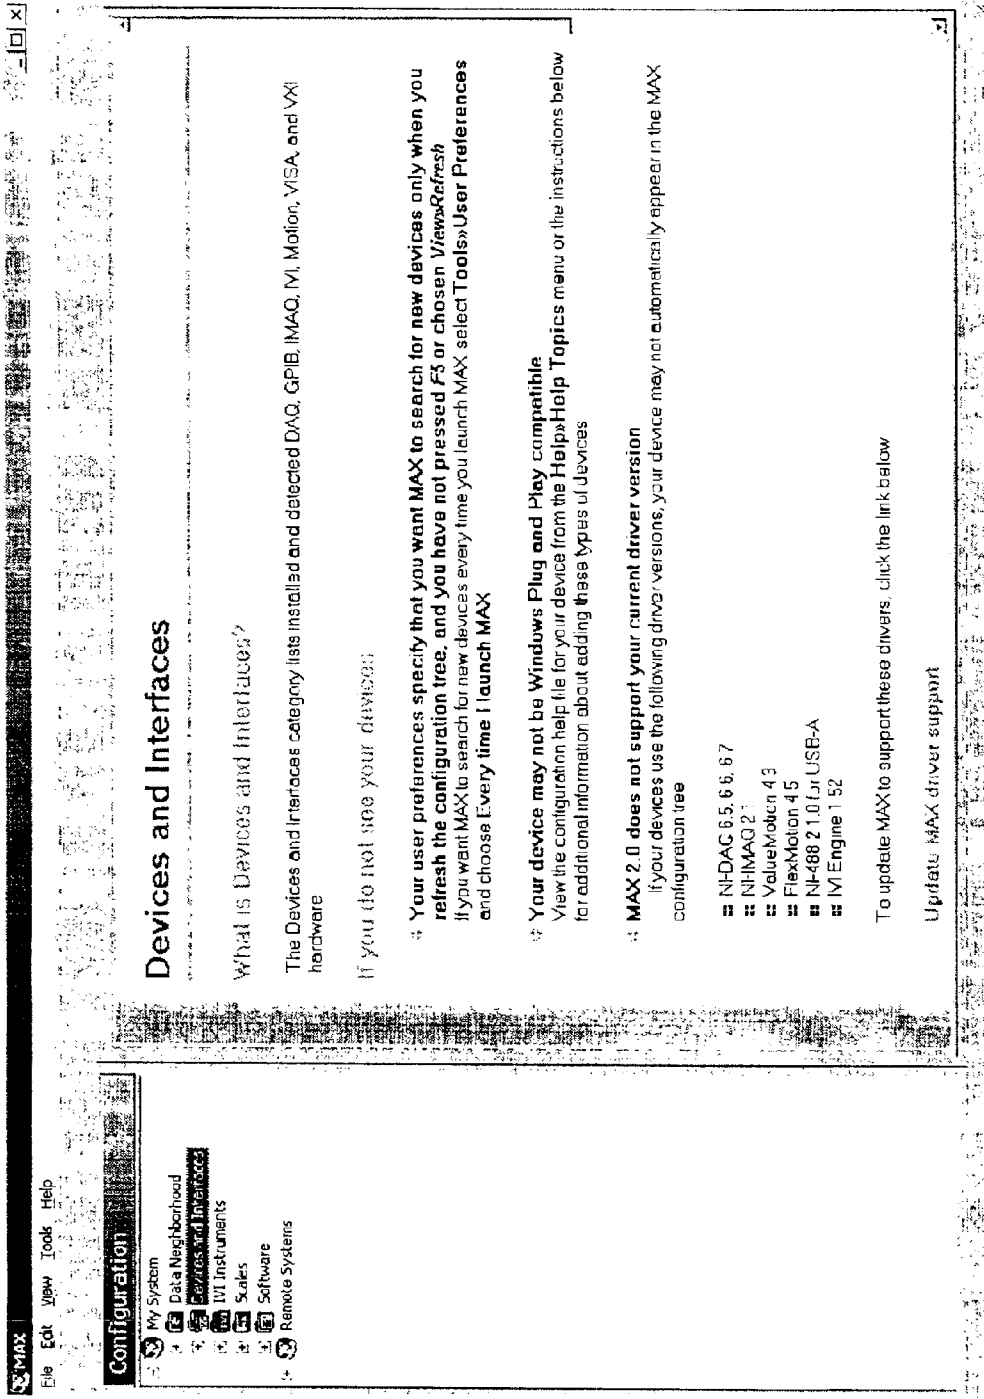 MAX
File Edit View Tools Help
Configuration
My System
Data Neighborhood
Devices and Interfaces
IVI Instruments
Scales
Software
Remote Systems
Devices and Interfaces
What is Devices and Interfaces?
The Devices and Interfaces category lists installed and detected DAQ, GPIB, IMAQ, IVI, Motion, VISA, and VXI
hardware
If you do not see your devices:
Your user preferences specify that you want MAX to search for new devices only when you
refresh the configuration tree, and you have not pressed F5 or chosen View»Refresh
If you want MAX to search for new devices every time you launch MAX select Tools»User Preferences
and choose Every time I launch MAX
Your device may not be Windows Plug and Play compatible
View the configuration help file for your device from the Help»Help Topics menu or the instructions below
for additional information about adding these types of devices
MAX 2.0 does not support your current driver version
If your devices use the following driver versions, your device may not automatically appear in the MAX
configuration tree
NI-DAQ 6.5, 6.6, 6.7
NI-IMAQ 2.1
ValueMotion 4.9
FlexMotion 4.5
NI-488.2 1.0 for USB-A
IVI Engine 1.52
To update MAX to support these drivers, click the link below
Update MAX driver support